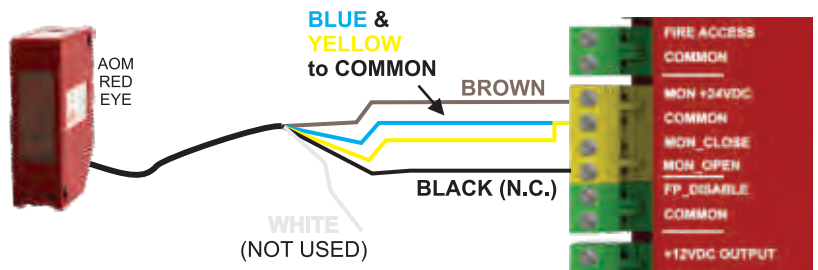 BLUE &
YELLOW
to COMMON
AOM
RED
EYE
BROWN
BLACK (N.C.)
WHITE
(NOT USED)
FIRE ACCESS
COMMON
MON +24VDC
COMMON
MON_CLOSE
MON_OPEN
FP_DISABLE
COMMON
+12VDC OUTPUT